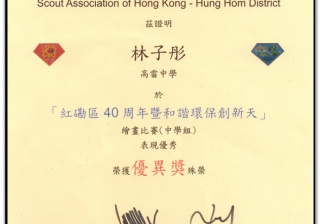 Scout Association of Hong Kong - Hung Hom District
茲證明
林子彤
高雷中學
於
「紅磡區 40 周年暨和諧環保創新天」
繪畫比賽(中學組)
表現優秀
榮獲優異獎殊榮